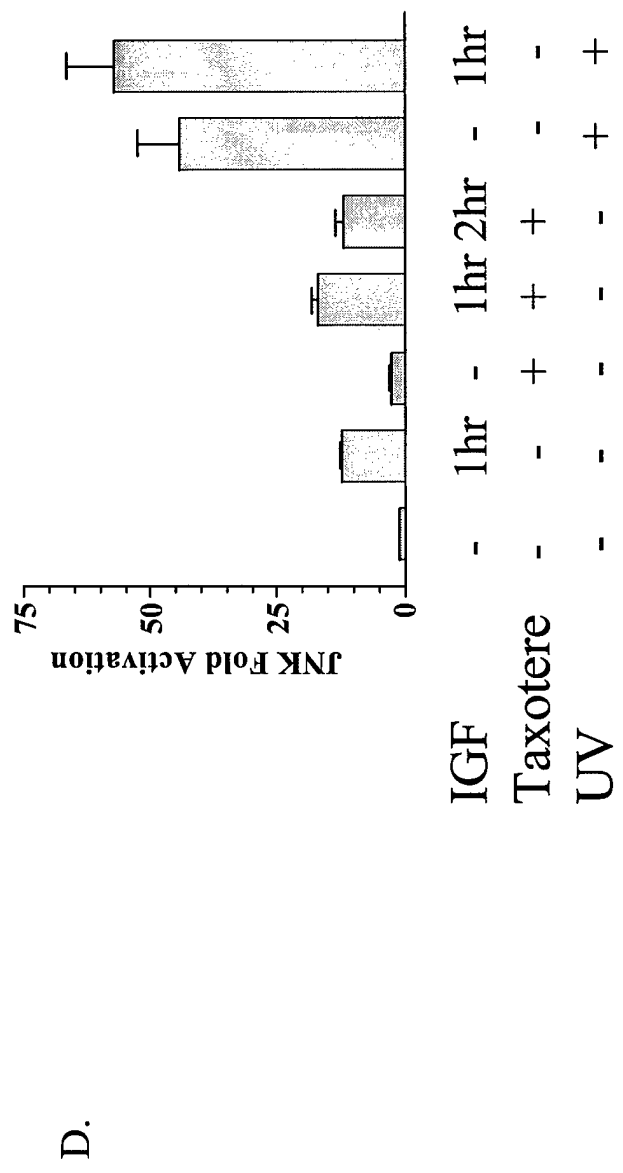 D.
JNK Fold Activation
75
50
25
0
IGF - 1hr - 1hr 2hr - 1hr
Taxotere - - + + + - -
UV - - - - - + +